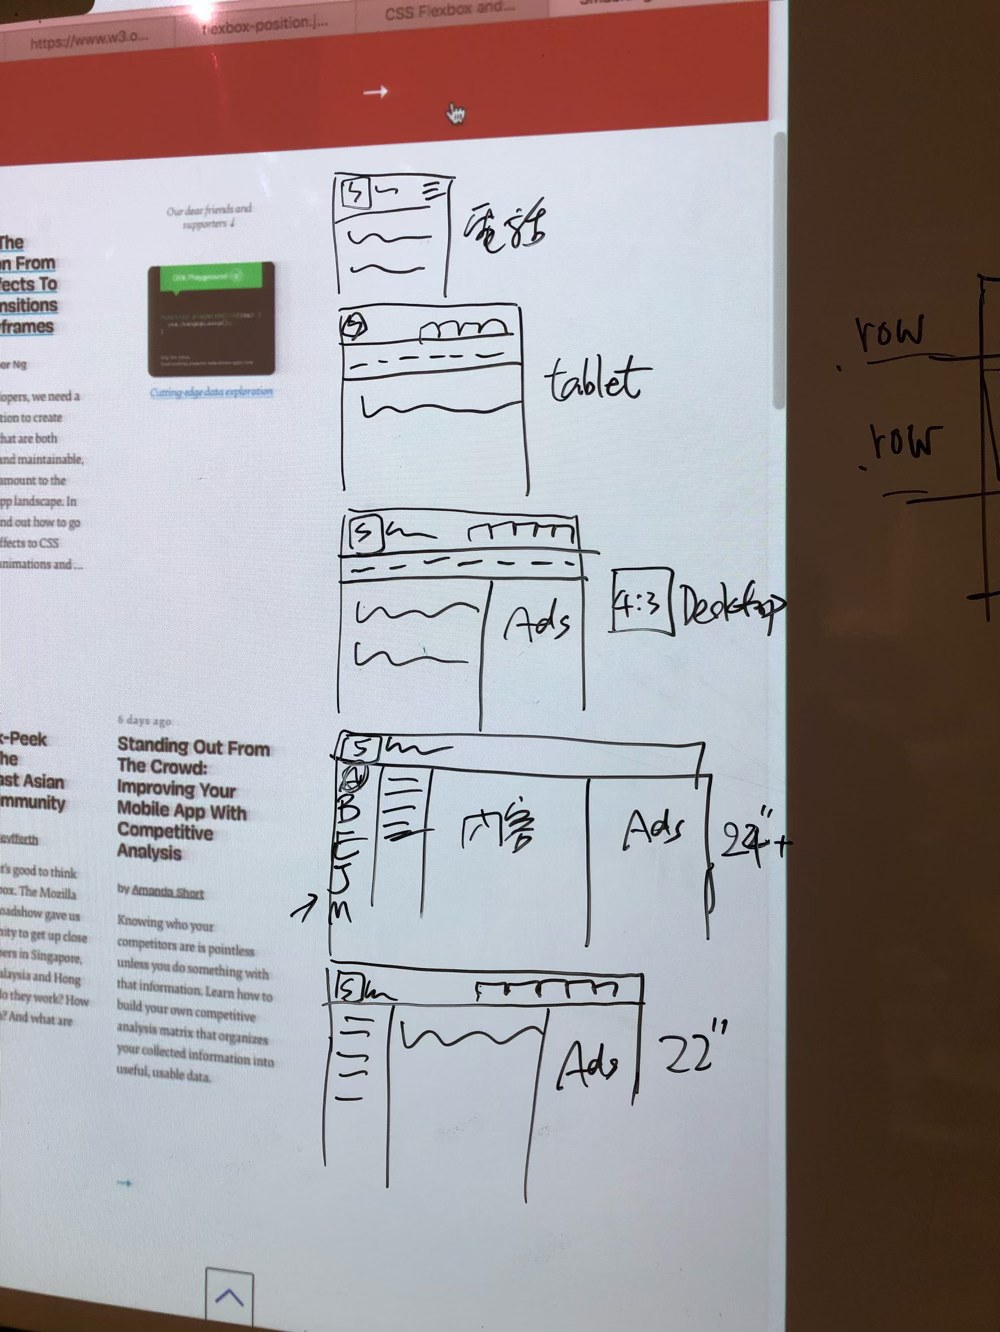 https://www.w3.o...
flexbox-position.j...
CSS Flexbox and...
→
Our dear friends and
supporters ↓
Cutting-edge data exploration
The
n From
fects To
nsitions
frames
or Ng
opers, we need a
tion to create
hat are both
and maintainable,
amount to the
pp landscape. In
nd out how to go
ffects to CSS
nimations and ...
k-Peek
he
ast Asian
mmunity
t's good to think
ox. The Mozilla
oadshow gave us
nity to get up close
ers in Singapore,
alaysia and Hong
o they work? How
? And what are
6 days ago
Standing Out From
The Crowd:
Improving Your
Mobile App With
Competitive
Analysis
by Amanda Short
Knowing who your
competitors are is pointless
unless you do something with
that information. Learn how to
build your own competitive
analysis matrix that organizes
your collected information into
useful, usable data.
S
電話
S
tablet
S
Ads
4:3 Desktop
S
A
B
E
J
M
内容
Ads
24"+
S
Ads
22"
.row
.row